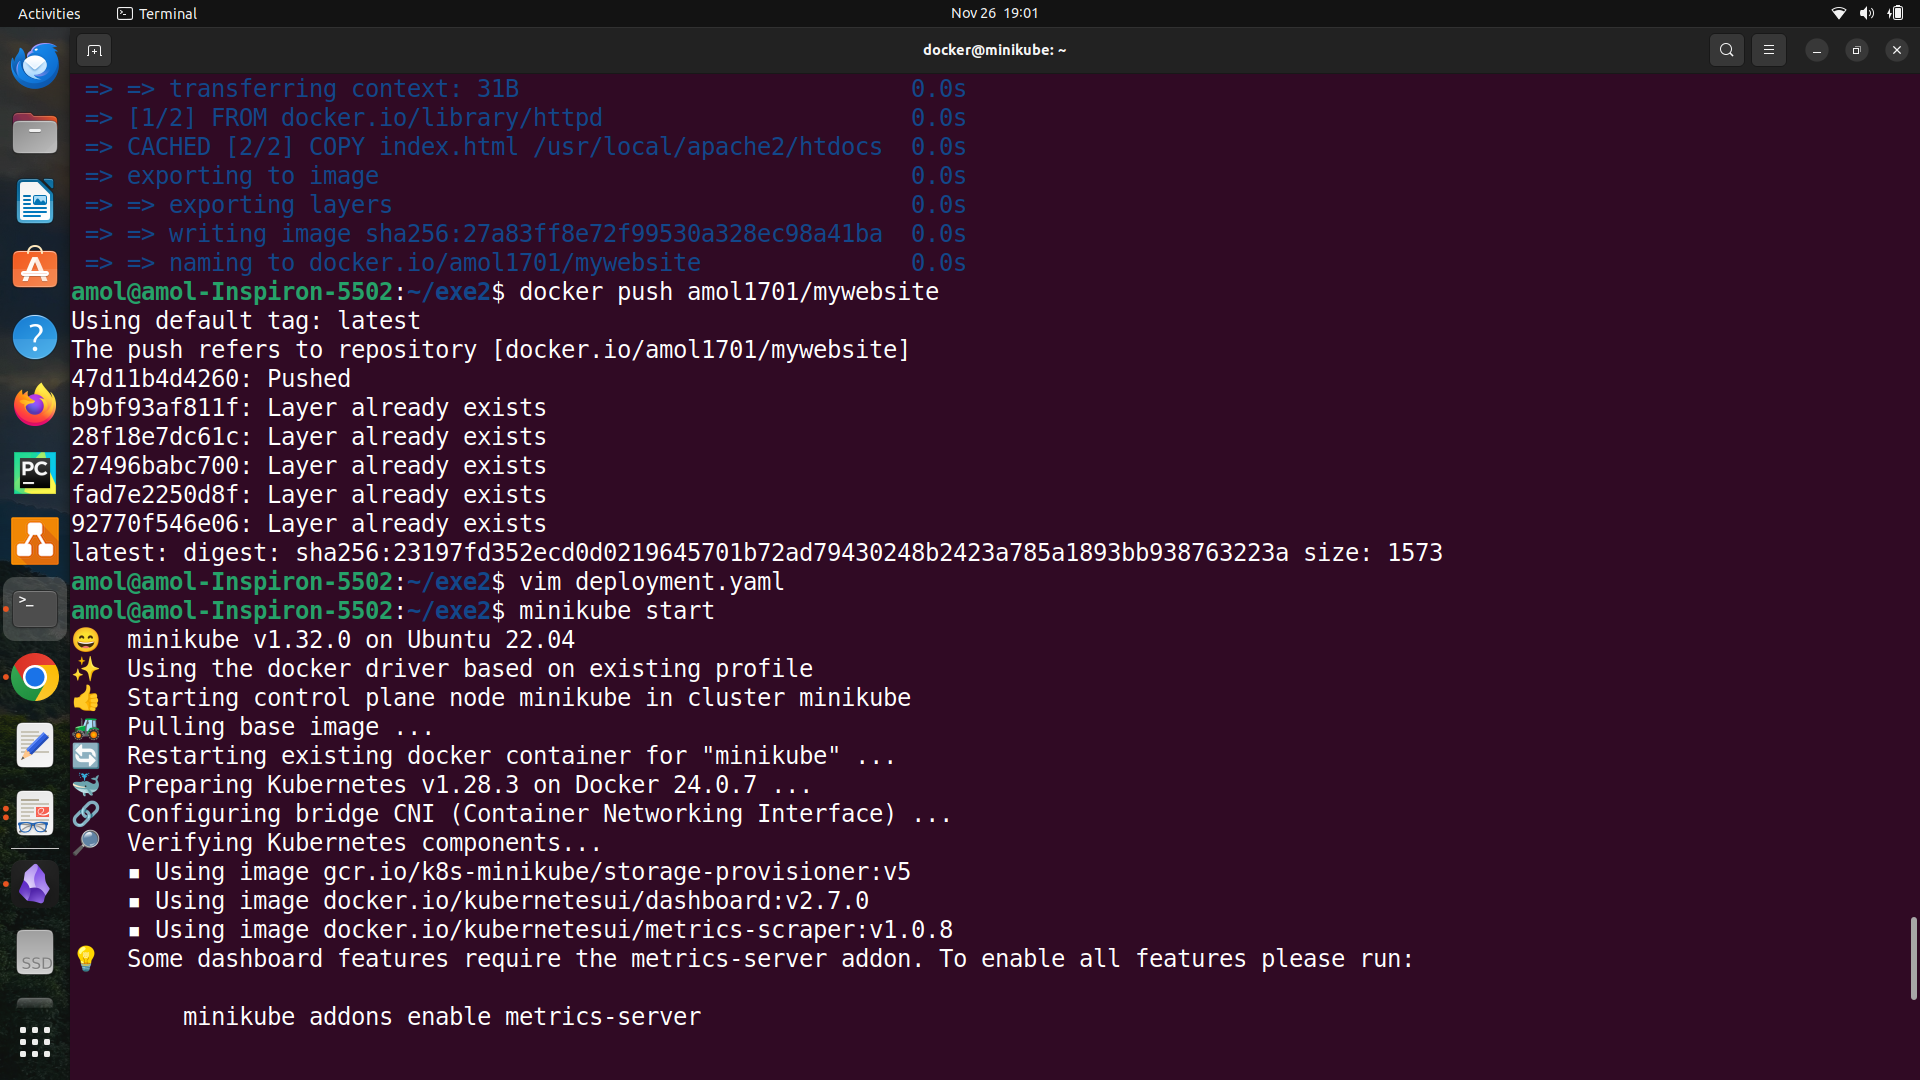 Activities
Terminal
Nov 26 19:01
docker@minikube: ~
=> => transferring context: 31B 0.0s
=> [1/2] FROM docker.io/library/httpd 0.0s
=> CACHED [2/2] COPY index.html /usr/local/apache2/htdocs 0.0s
=> exporting to image 0.0s
=> => exporting layers 0.0s
=> => writing image sha256:27a83ff8e72f99530a328ec98a41ba 0.0s
=> => naming to docker.io/amol1701/mywebsite 0.0s
amol@amol-Inspiron-5502:~/exe2$ docker push amol1701/mywebsite
Using default tag: latest
The push refers to repository [docker.io/amol1701/mywebsite]
47d11b4d4260: Pushed
b9bf93af811f: Layer already exists
28f18e7dc61c: Layer already exists
27496babc700: Layer already exists
fad7e2250d8f: Layer already exists
92770f546e06: Layer already exists
latest: digest: sha256:23197fd352ecd0d0219645701b72ad79430248b2423a785a1893bb938763223a size: 1573
amol@amol-Inspiron-5502:~/exe2$ vim deployment.yaml
amol@amol-Inspiron-5502:~/exe2$ minikube start
😄 minikube v1.32.0 on Ubuntu 22.04
✨ Using the docker driver based on existing profile
👍 Starting control plane node minikube in cluster minikube
🚜 Pulling base image ...
🔄 Restarting existing docker container for "minikube" ...
🐳 Preparing Kubernetes v1.28.3 on Docker 24.0.7 ...
🔗 Configuring bridge CNI (Container Networking Interface) ...
🔎 Verifying Kubernetes components...
▪ Using image gcr.io/k8s-minikube/storage-provisioner:v5
▪ Using image docker.io/kubernetesui/dashboard:v2.7.0
▪ Using image docker.io/kubernetesui/metrics-scraper:v1.0.8
💡 Some dashboard features require the metrics-server addon. To enable all features please run:
minikube addons enable metrics-server
PC
SSD